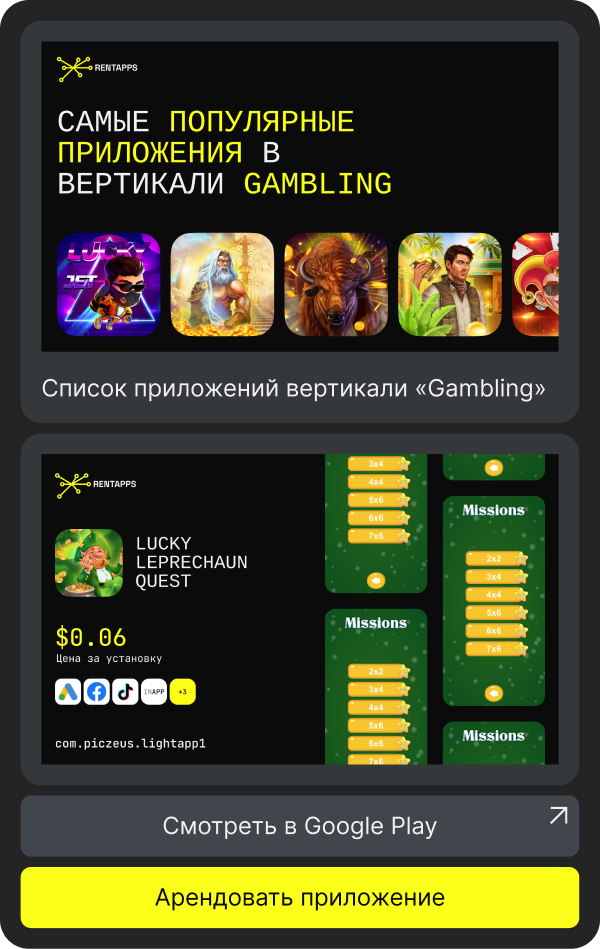 RENTAPPS
САМЫЕ ПОПУЛЯРНЫЕ
ПРИЛОЖЕНИЯ В
ВЕРТИКАЛИ GAMBLING
LUCKY
JET
Список приложений вертикали «Gambling»
RENTAPPS
LUCKY
LEPRECHAUN
QUEST
$0.06
Цена за установку
INAPP
+3
com.piczeus.lightapp1
3x4
4x4
5x6
6x6
7x6
Missions
2x2
3x4
4x4
5x6
6x6
7x6
Missions
2x2
3x4
4x4
5x6
6x6
7x6
Missions
Смотреть в Google Play
Арендовать приложение